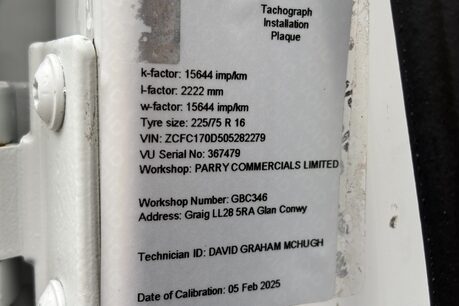 Tachograph
Installation
Plaque
k-factor: 15644 imp/km
l-factor: 2222 mm
w-factor: 15644 imp/km
Tyre size: 225/75 R 16
VIN: ZCFC170D505282279
VU Serial No: 367479
Workshop: PARRY COMMERCIALS LIMITED
Workshop Number: GBC346
Address: Graig LL28 5RA Glan Conwy
Technician ID: DAVID GRAHAM MCHUGH
Date of Calibration: 05 Feb 2025